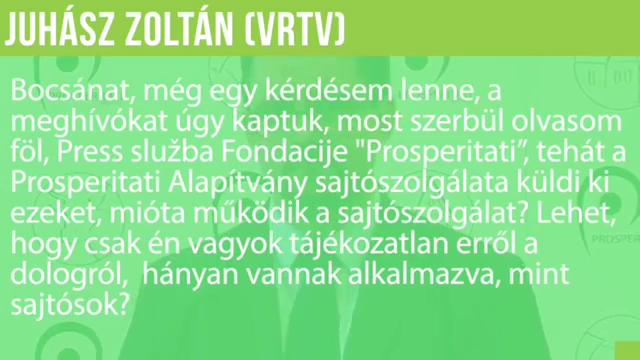 JUHÁSZ ZOLTÁN (VRTV)
Bocsánat, még egy kérdésem lenne, a
meghívókat úgy kaptuk, most szerbül olvasom
föl, Press služba Fondacije "Prosperitati”, tehát a
Prosperitati Alapítvány sajtószolgálata küldi ki
ezeket, mióta működik a sajtószolgálat? Lehet,
hogy csak én vagyok tájékozatlan erről a
dologról, hányan vannak alkalmazva, mint
sajtósok?